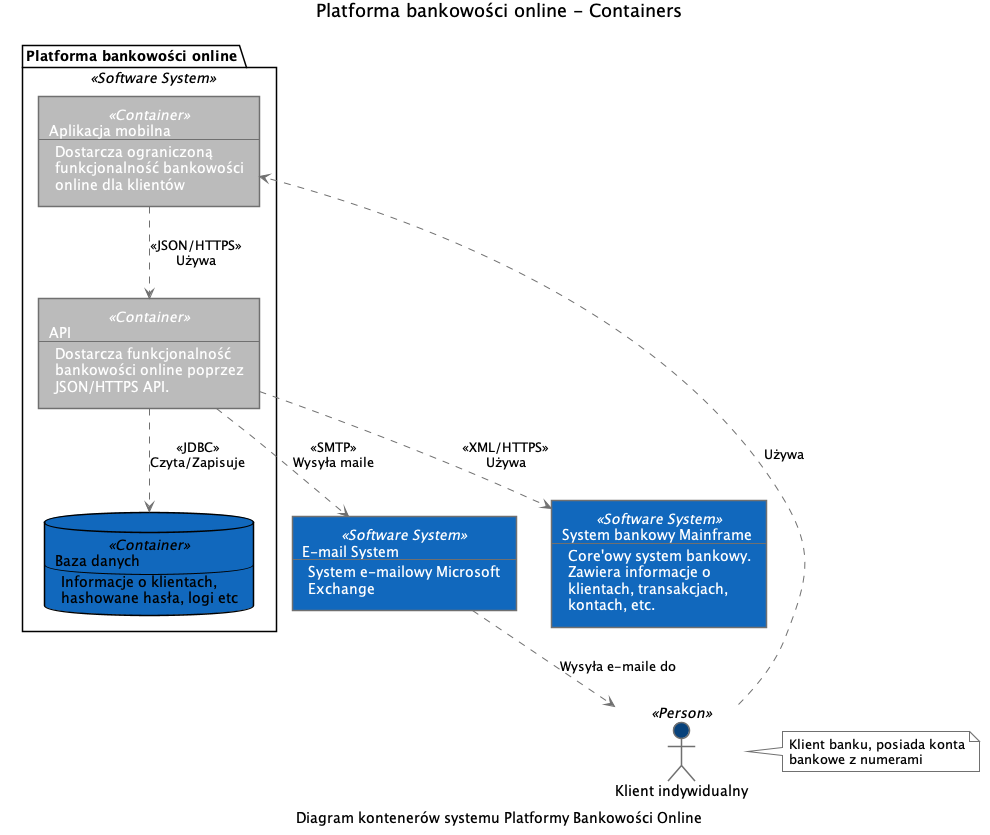 Platforma bankowości online – Containers
Platforma bankowości online
«Software System»
«Container»
Aplikacja mobilna
Dostarcza ograniczoną
funkcjonalność bankowości
online dla klientów
«JSON/HTTPS»
Używa
«Container»
API
Dostarcza funkcjonalność
bankowości online poprzez
JSON/HTTPS API.
«JDBC»
Czyta/Zapisuje
«SMTP»
Wysyła maile
«XML/HTTPS»
Używa
Używa
«Container»
Baza danych
Informacje o klientach,
hashowane hasła, logi etc
«Software System»
E-mail System
System e-mailowy Microsoft
Exchange
«Software System»
System bankowy Mainframe
Core'owy system bankowy.
Zawiera informacje o
klientach, transakcjach,
kontach, etc.
Wysyła e-maile do
«Person»
Klient indywidualny
Klient banku, posiada konta
bankowe z numerami
Diagram kontenerów systemu Platformy Bankowości Online